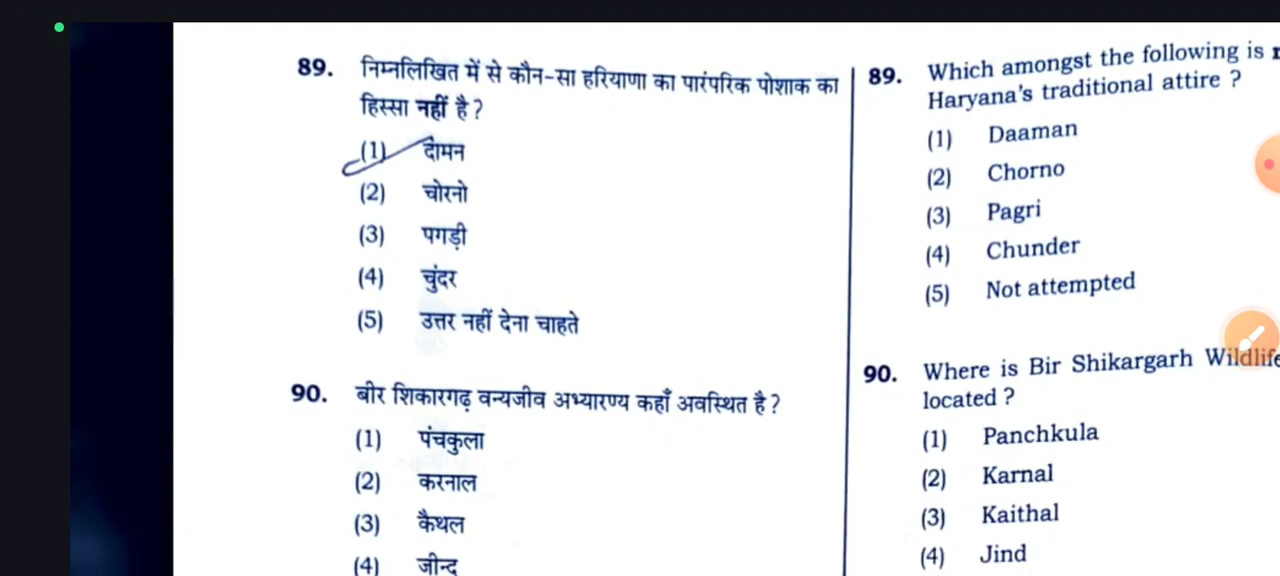 89. निम्नलिखित में से कौन-सा हरियाणा का पारंपरिक पोशाक का
हिस्सा नहीं है ?
(1) दामन
(2) चोरनो
(3) पगड़ी
(4) चुंदर
(5) उत्तर नहीं देना चाहते
90. बीर शिकारगढ़ वन्यजीव अभ्यारण्य कहाँ अवस्थित है ?
(1) पंचकुला
(2) करनाल
(3) कैथल
(4) जीन्द
89. Which amongst the following is
Haryana's traditional attire ?
(1) Daaman
(2) Chorno
(3) Pagri
(4) Chunder
(5) Not attempted
90. Where is Bir Shikargarh Wildlife
located ?
(1) Panchkula
(2) Karnal
(3) Kaithal
(4) Jind